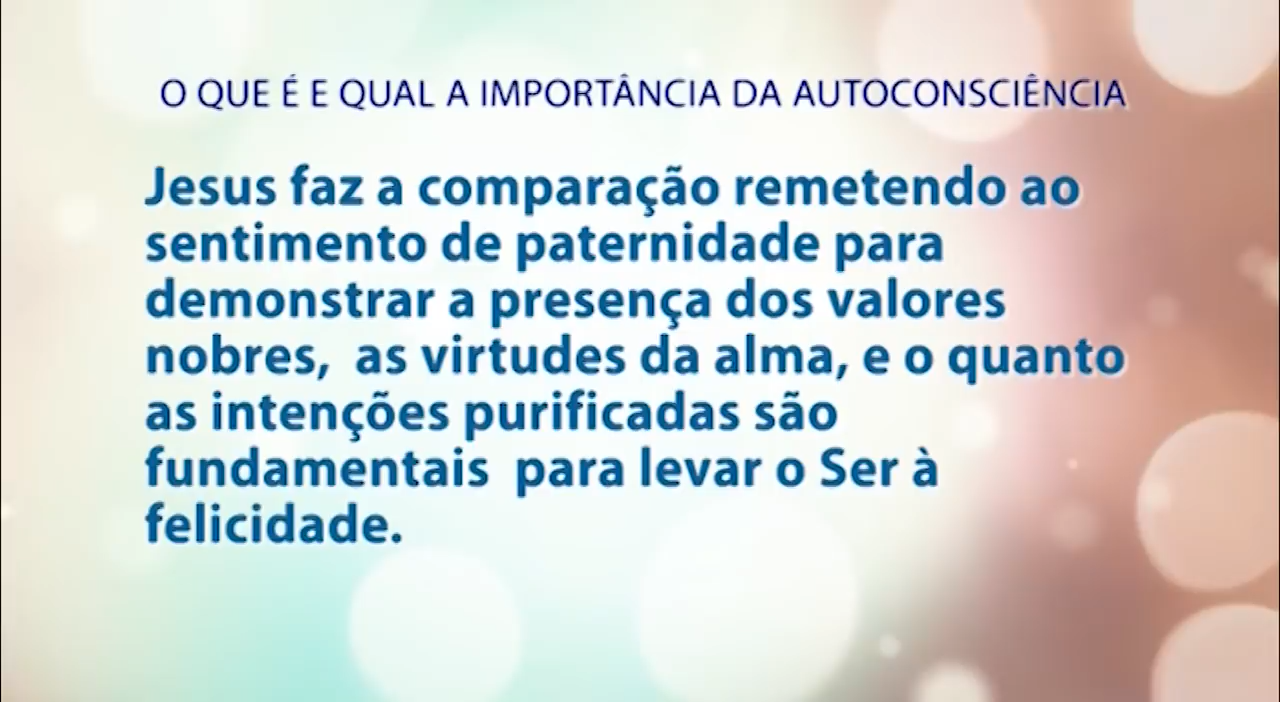 O QUE É E QUAL A IMPORTÂNCIA DA AUTOCONSCIÊNCIA
Jesus faz a comparação remetendo ao
sentimento de paternidade para
demonstrar a presença dos valores
nobres,  as virtudes da alma, e o quanto
as intenções purificadas são
fundamentais  para levar o Ser à
felicidade.